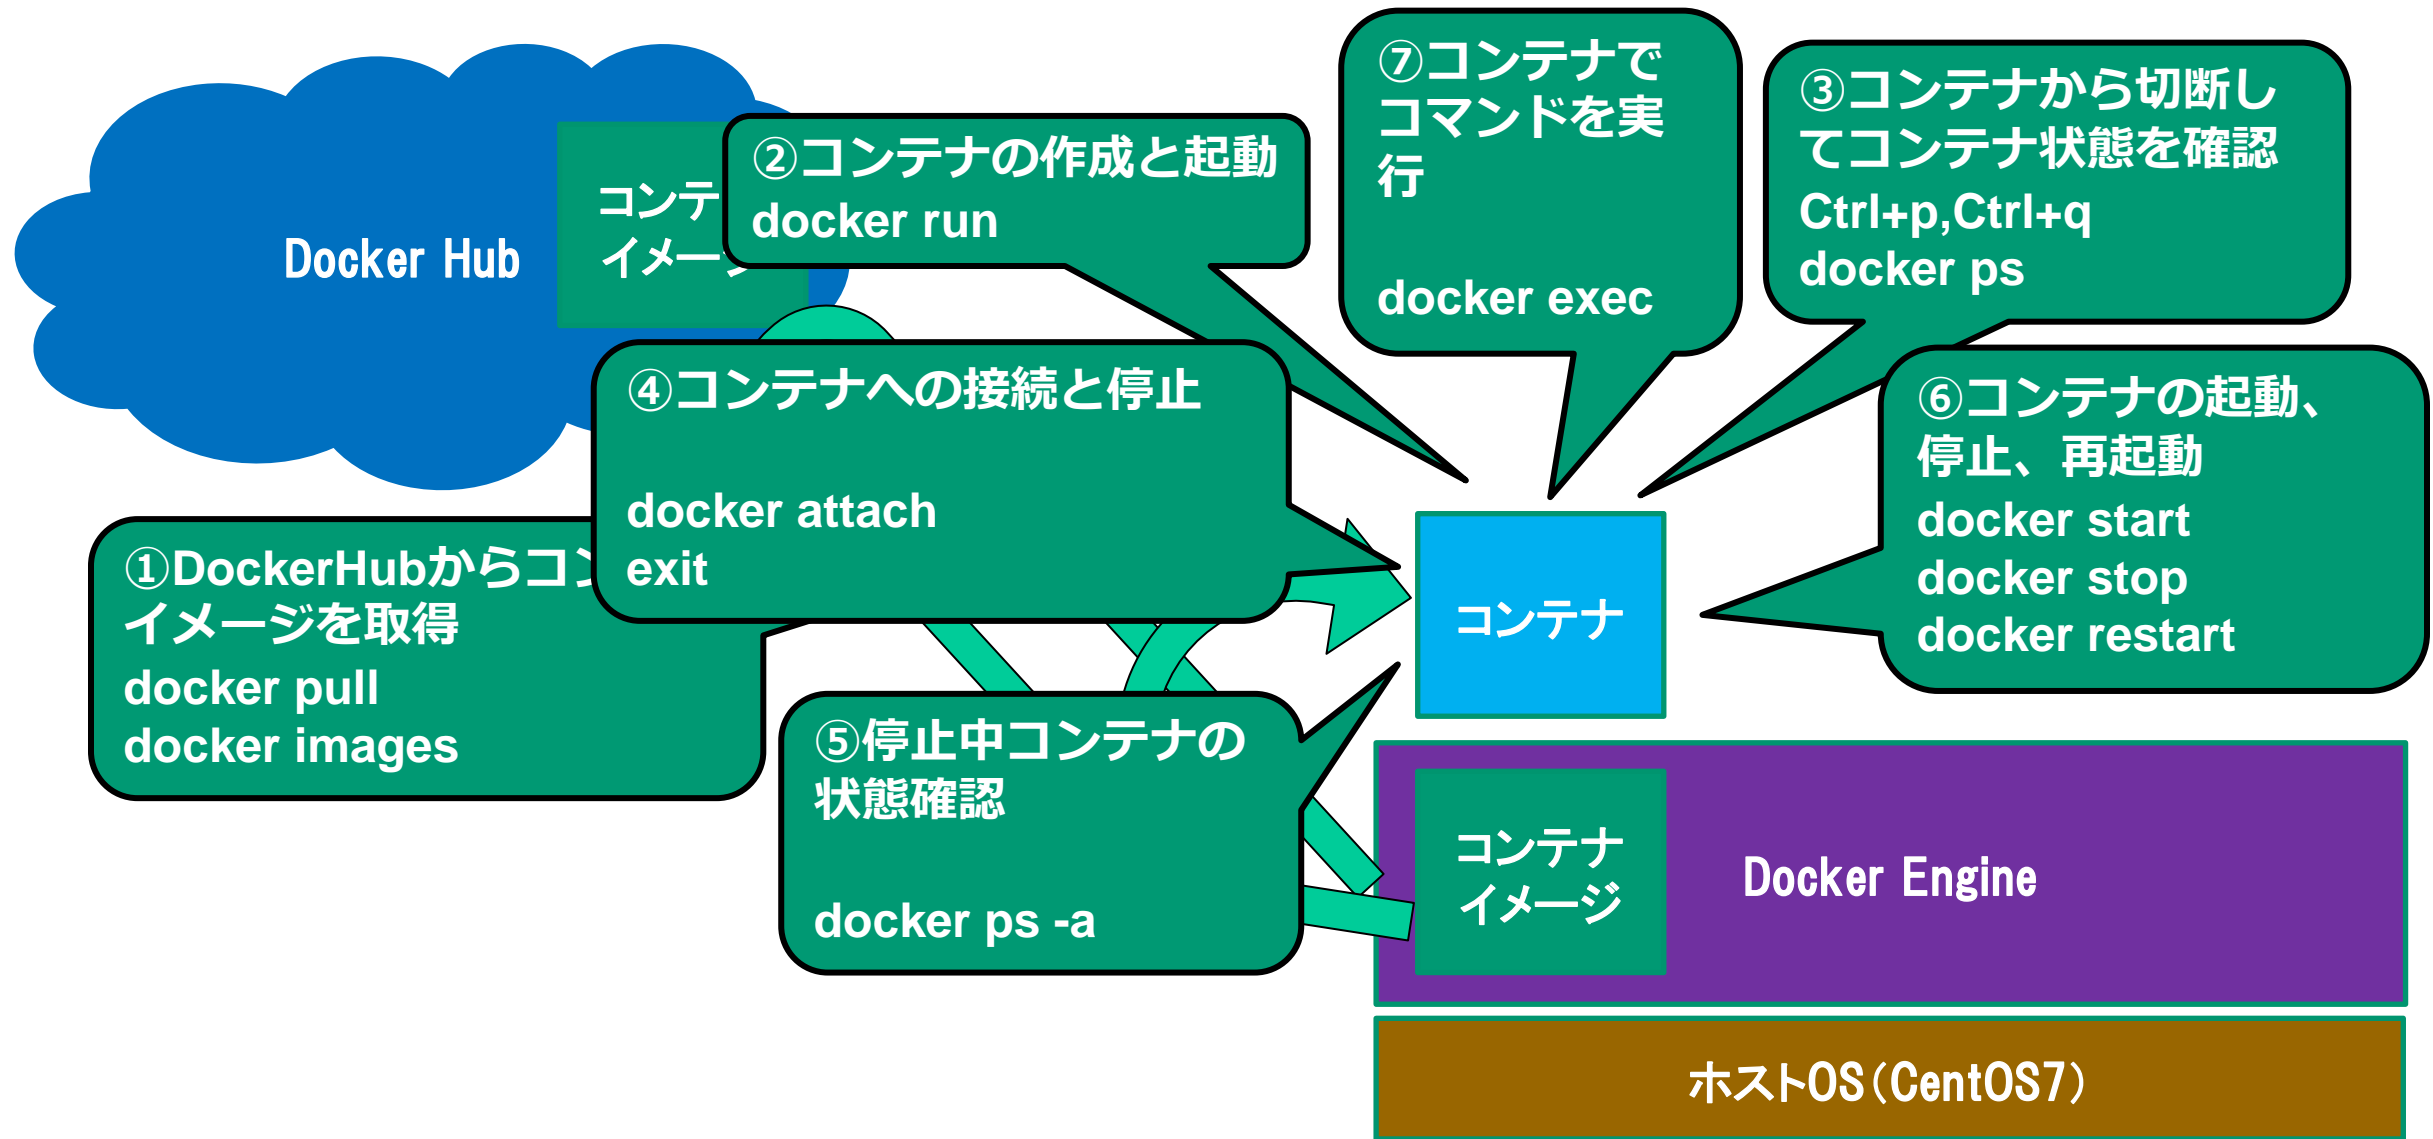 Docker Hub
コンテ
イメー
②コンテナの作成と起動
docker run
⑦コンテナで
コマンドを実
行
docker exec
③コンテナから切断し
てコンテナ状態を確認
Ctrl+p,Ctrl+q
docker ps
④コンテナへの接続と停止
docker attach
exit
⑥コンテナの起動、
停止、再起動
docker start
docker stop
docker restart
①DockerHubからコン
イメージを取得
docker pull
docker images
コンテナ
⑤停止中コンテナの
状態確認
docker ps -a
コンテナ
イメージ
Docker Engine
ホストOS(CentOS7)